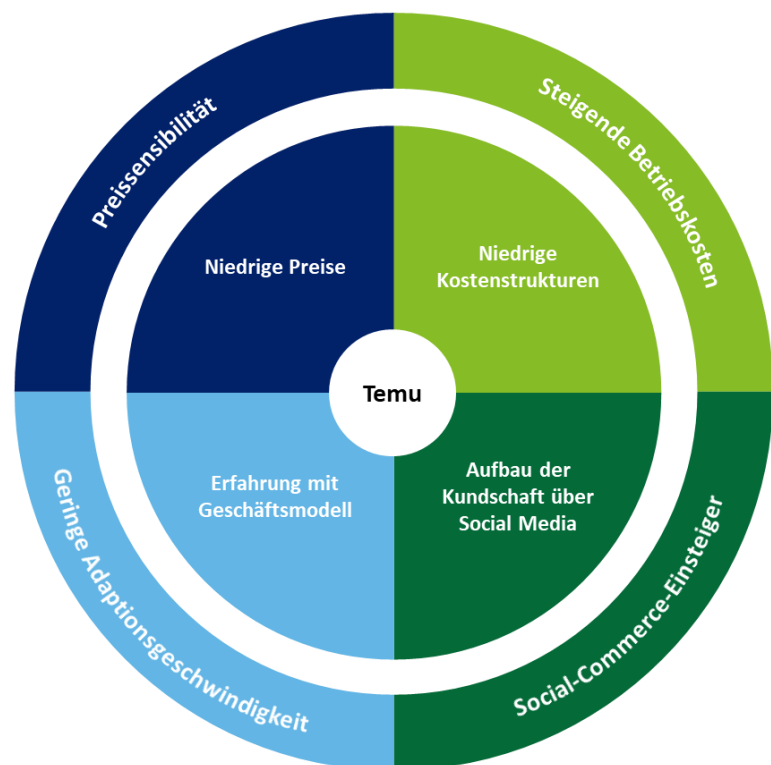 Preissensibilität
Steigende Betriebskosten
Niedrige Preise
Niedrige
Kostenstrukturen
Temu
Erfahrung mit
Geschäftsmodell
Aufbau der
Kundschaft über
Social Media
Geringe Adaptionsgeschwindigkeit
Social-Commerce-Einsteiger